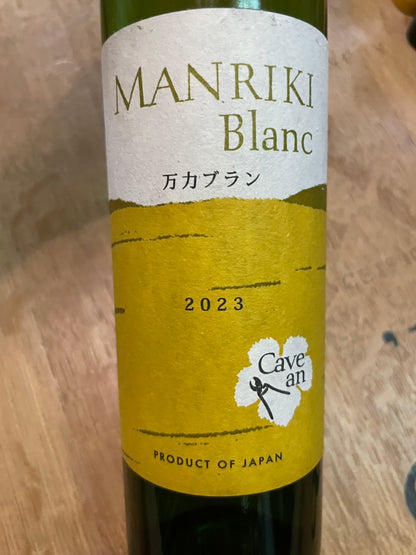 MANRIKI
Blanc
万力ブラン
2023
Cave
an
PRODUCT OF JAPAN